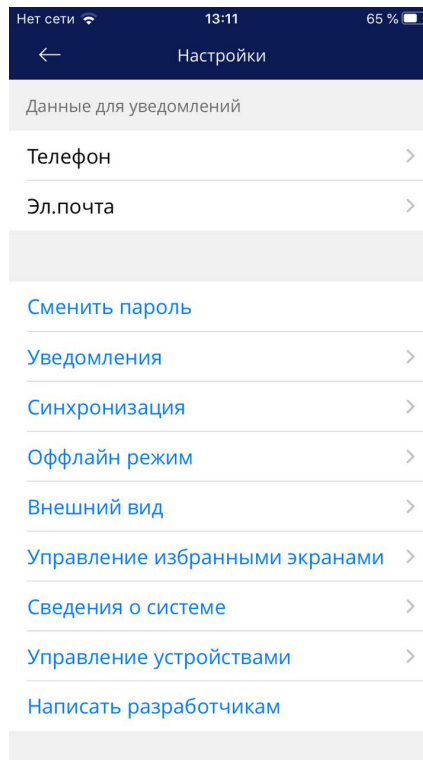 Нет сети 13:11 65 %
Настройки
Данные для уведомлений
Телефон
Эл.почта
Сменить пароль
Уведомления
Синхронизация
Оффлайн режим
Внешний вид
Управление избранными экранами
Сведения о системе
Управление устройствами
Написать разработчикам